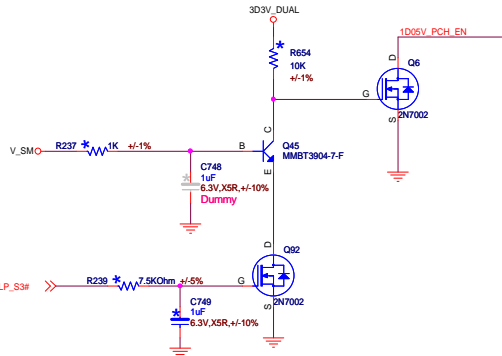 3D3V_DUAL
1D05V_PCH_EN
R654
10K
+/-1%
Q6
D
G
S
2N7002
C
V_SM
R237
1K
+/-1%
B
Q45
MMBT3904-7-F
E
C748
1uF
6.3V,X5R,+/-10%
Dummy
D
Q92
LP_S3#
R239
7.5KOhm
+/-5%
G
2N7002
S
C749
1uF
6.3V,X5R,+/-10%